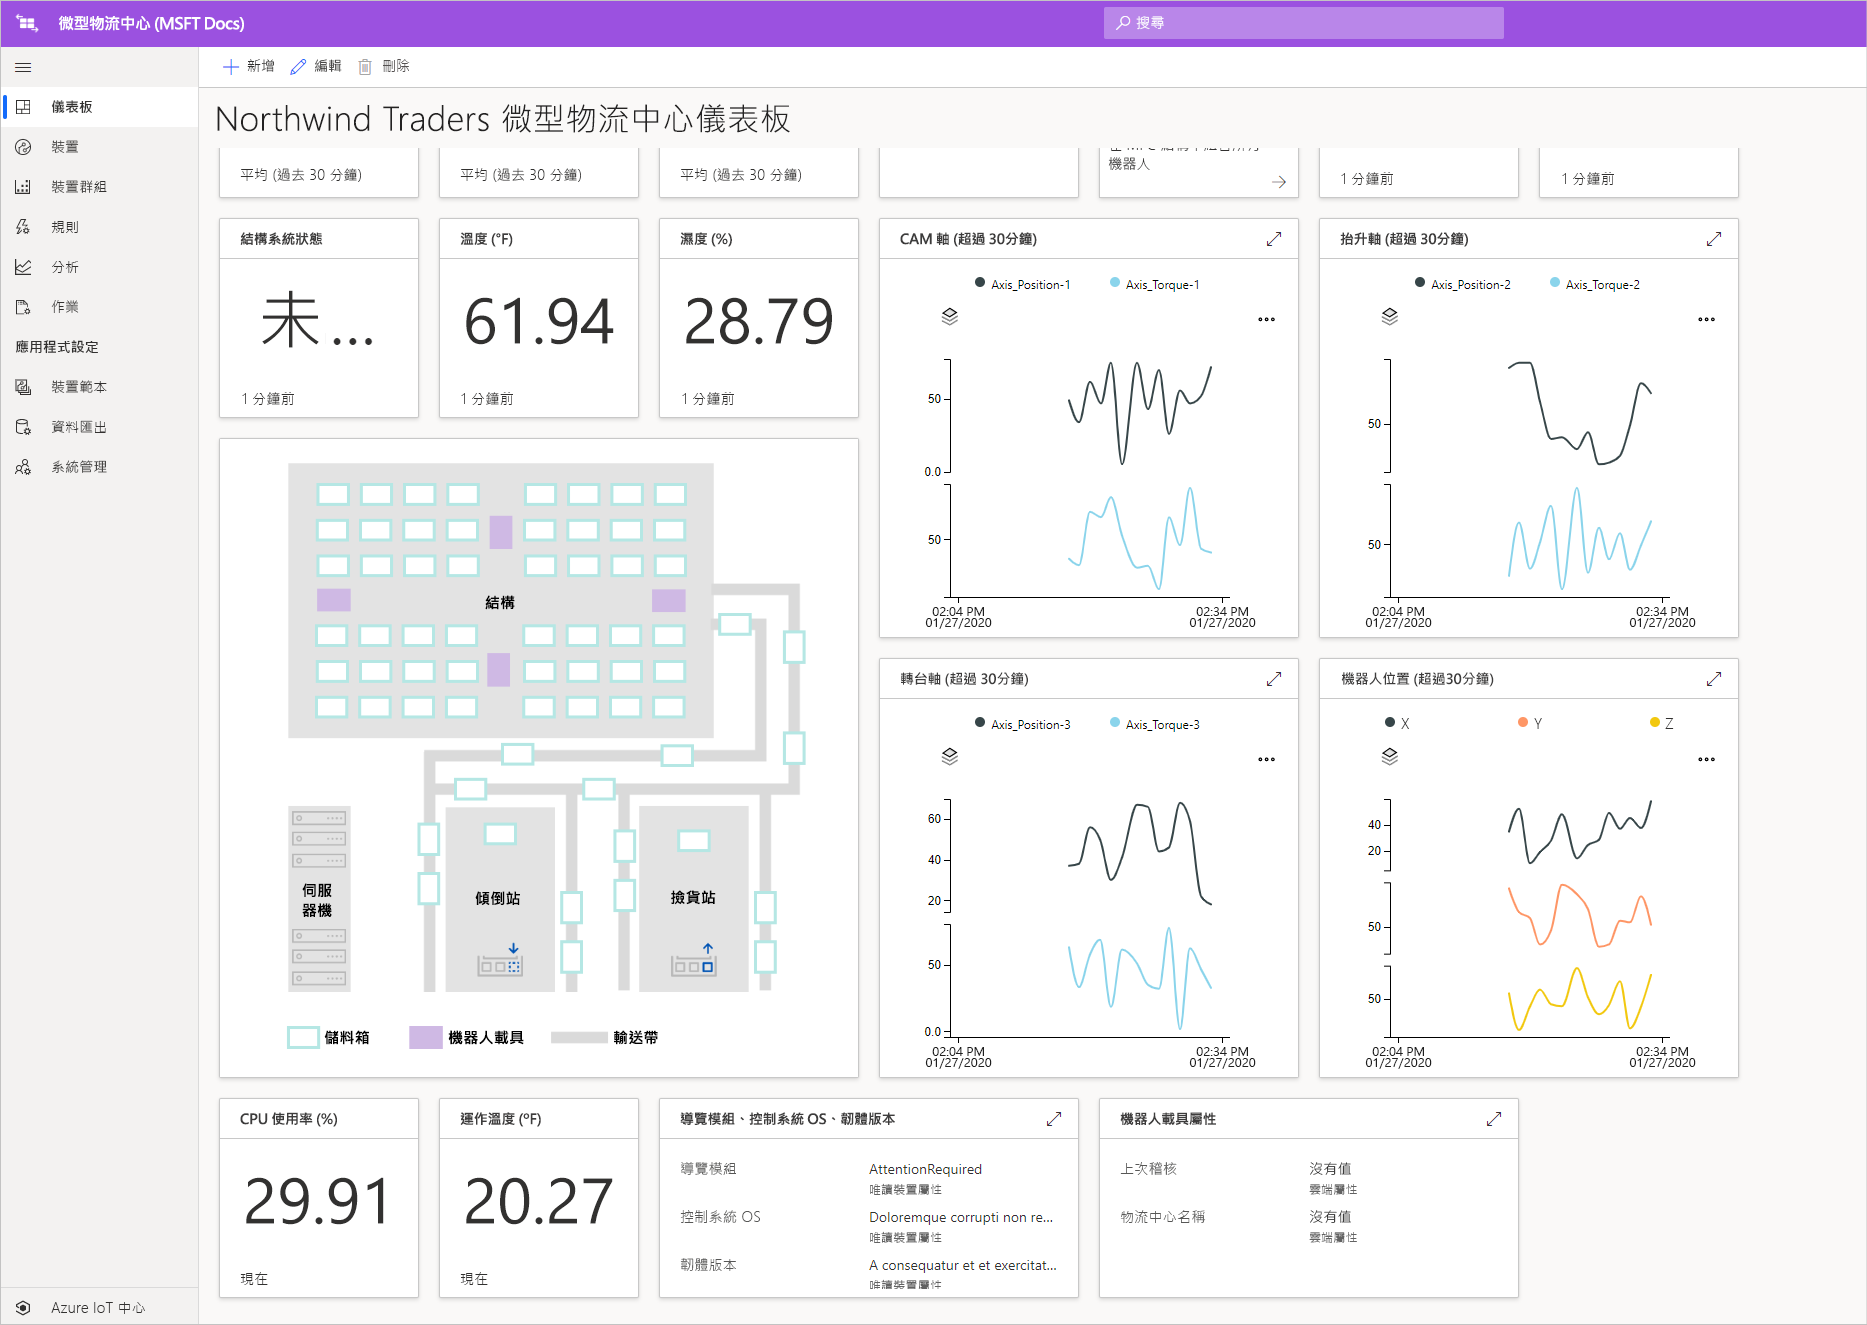 微型物流中心 (MSFT Docs)
搜尋
新增
編輯
刪除
儀表板
裝置
裝置群組
規則
分析
作業
應用程式設定
裝置範本
資料匯出
系統管理
Azure IoT 中心
Northwind Traders 微型物流中心儀表板
平均 (過去 30 分鐘)
平均 (過去 30 分鐘)
平均 (過去 30 分鐘)
機器人
1 分鐘前
1 分鐘前
結構系統狀態
未...
1 分鐘前
溫度 (°F)
61.94
1 分鐘前
濕度 (%)
28.79
1 分鐘前
CAM 軸 (超過 30分鐘)
Axis_Position-1
Axis_Torque-1
50
0.0
50
02:04 PM
01/27/2020
02:34 PM
01/27/2020
抬升軸 (超過 30分鐘)
Axis_Position-2
Axis_Torque-2
50
50
02:04 PM
01/27/2020
02:34 PM
01/27/2020
結構
伺服
器機
傾倒站
撿貨站
儲料箱
機器人載具
輸送帶
轉台軸 (超過 30分鐘)
Axis_Position-3
Axis_Torque-3
60
40
20
50
0.0
02:04 PM
01/27/2020
02:34 PM
01/27/2020
機器人位置 (超過30分鐘)
X
Y
Z
40
20
50
50
02:04 PM
01/27/2020
02:34 PM
01/27/2020
CPU 使用率 (%)
29.91
現在
運作溫度 (°F)
20.27
現在
導覽模組、控制系統 OS、韌體版本
導覽模組
AttentionRequired
唯讀裝置屬性
控制系統 OS
Doloremque corrupti non re...
唯讀裝置屬性
韌體版本
A consequatur et et exercitat...
唯讀裝置屬性
機器人載具屬性
上次稽核
沒有值
雲端屬性
物流中心名稱
沒有值
雲端屬性